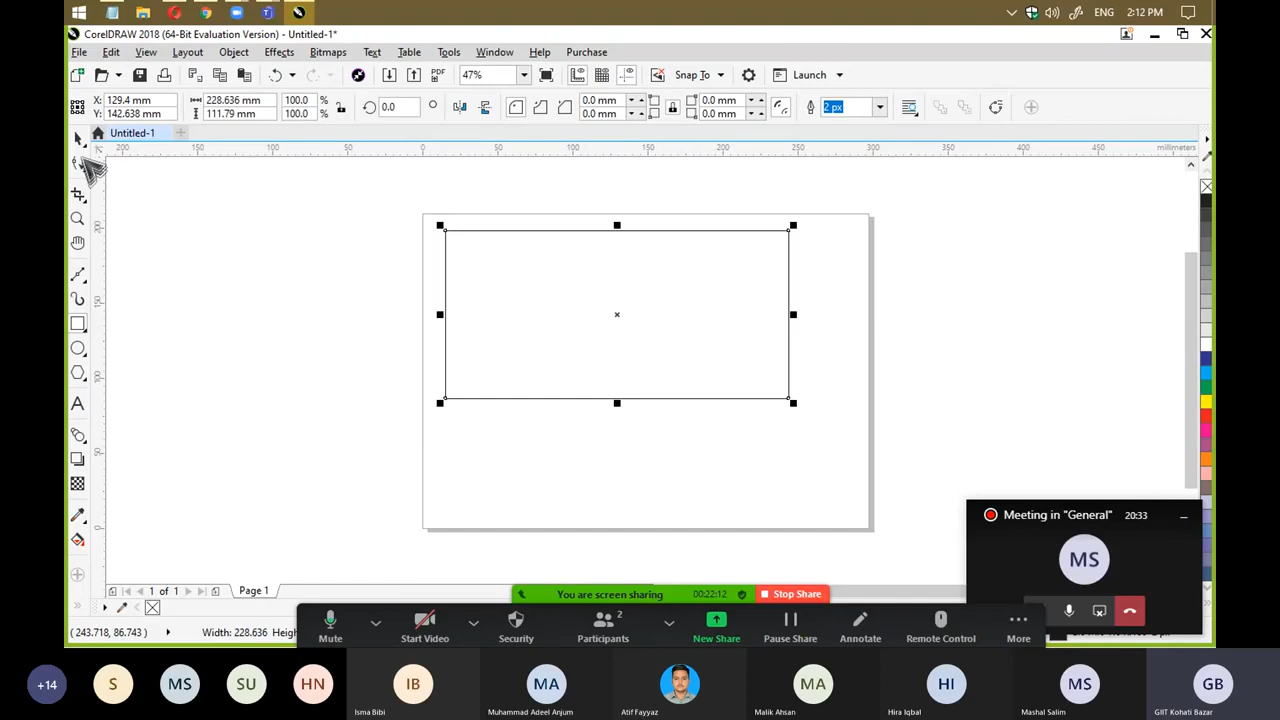 ENG 2:12 PM
CorelDRAW 2018 (64-Bit Evaluation Version) - Untitled-1*
File Edit View Layout Object Effects Bitmaps Text Table Tools Window Help Purchase
PDF 47% Snap To Launch
X: 129.4 mm 228.636 mm 100.0 % 0.0 0.0 mm 0.0 mm 2 px
Y: 142.638 mm 111.79 mm 100.0 % 0.0 mm 0.0 mm
Untitled-1
200 150 100 50 0 50 100 150 200 250 300 350 400 450 millimeters
200
150
100
50
0
Meeting in "General" 20:33
MS
1 of 1 Page 1
You are screen sharing 00:22:12 Stop Share
2
( 243.718, 86.743 ) Width: 228.636 Heigh
Mute Start Video Security Participants New Share Pause Share Annotate Remote Control More
+14 S MS SU HN IB MA MA HI MS GB
Isma Bibi Muhammad Adeel Anjum Atif Fayyaz Malik Ahsan Hira Iqbal Mashal Salim GIIT Kohati Bazar